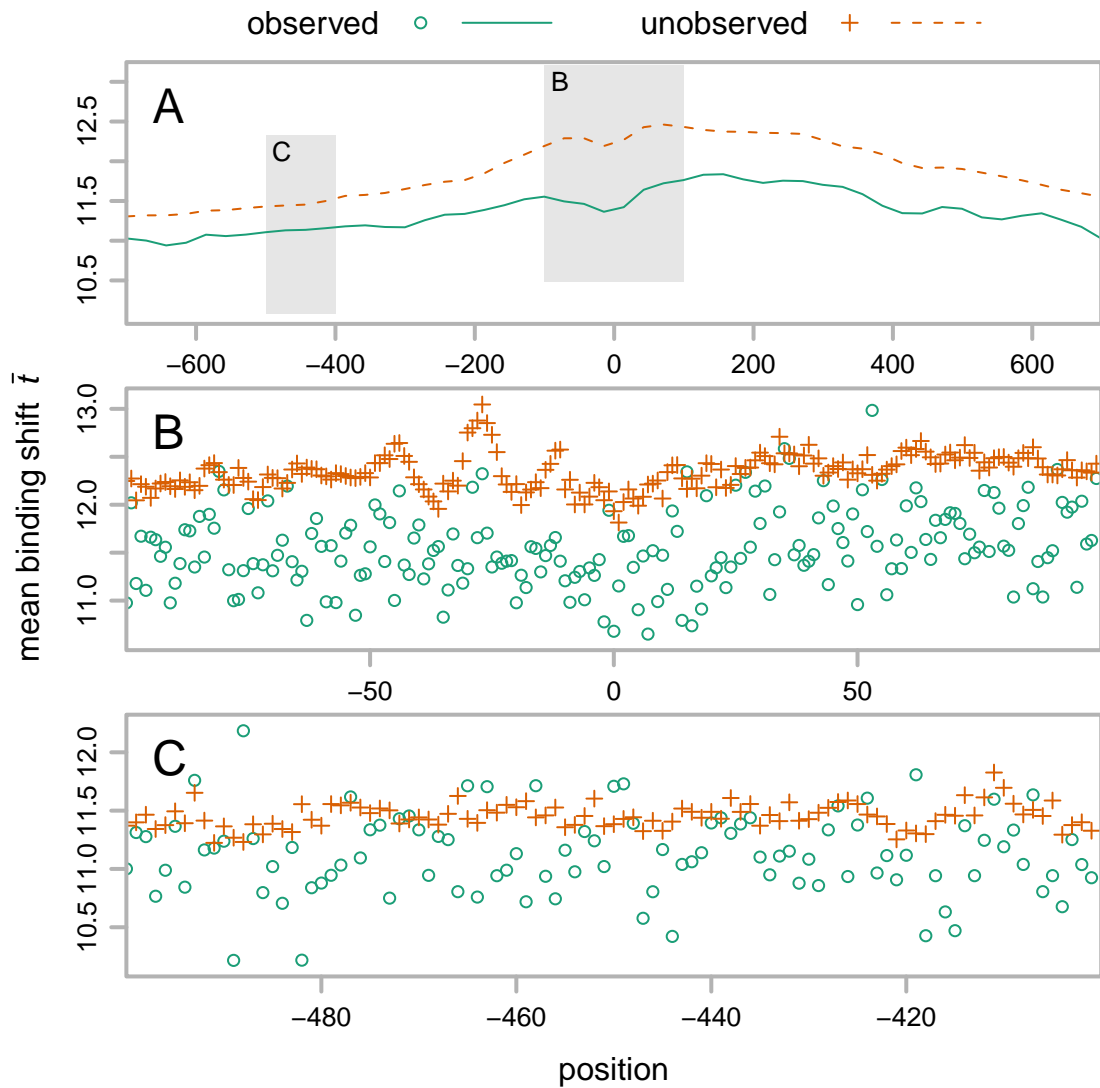 observed unobserved
A
B
C
12.5
11.5
10.5
−600 −400 −200 0 200 400 600
mean binding shift t̄
B
13.0
12.0
11.0
−50 0 50
C
12.0
11.5
11.0
10.5
−480 −460 −440 −420
position